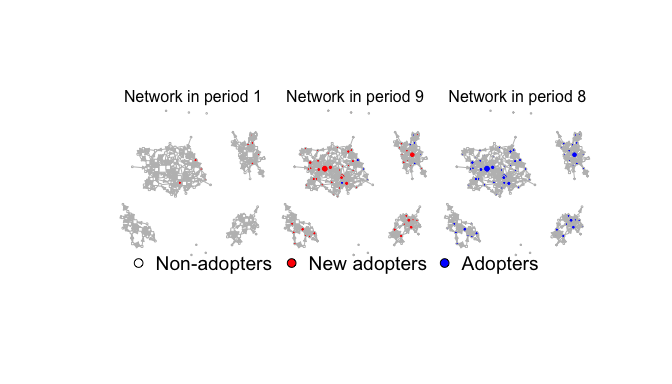 Network in period 1 Network in period 9 Network in period 8
Non-adopters New adopters Adopters